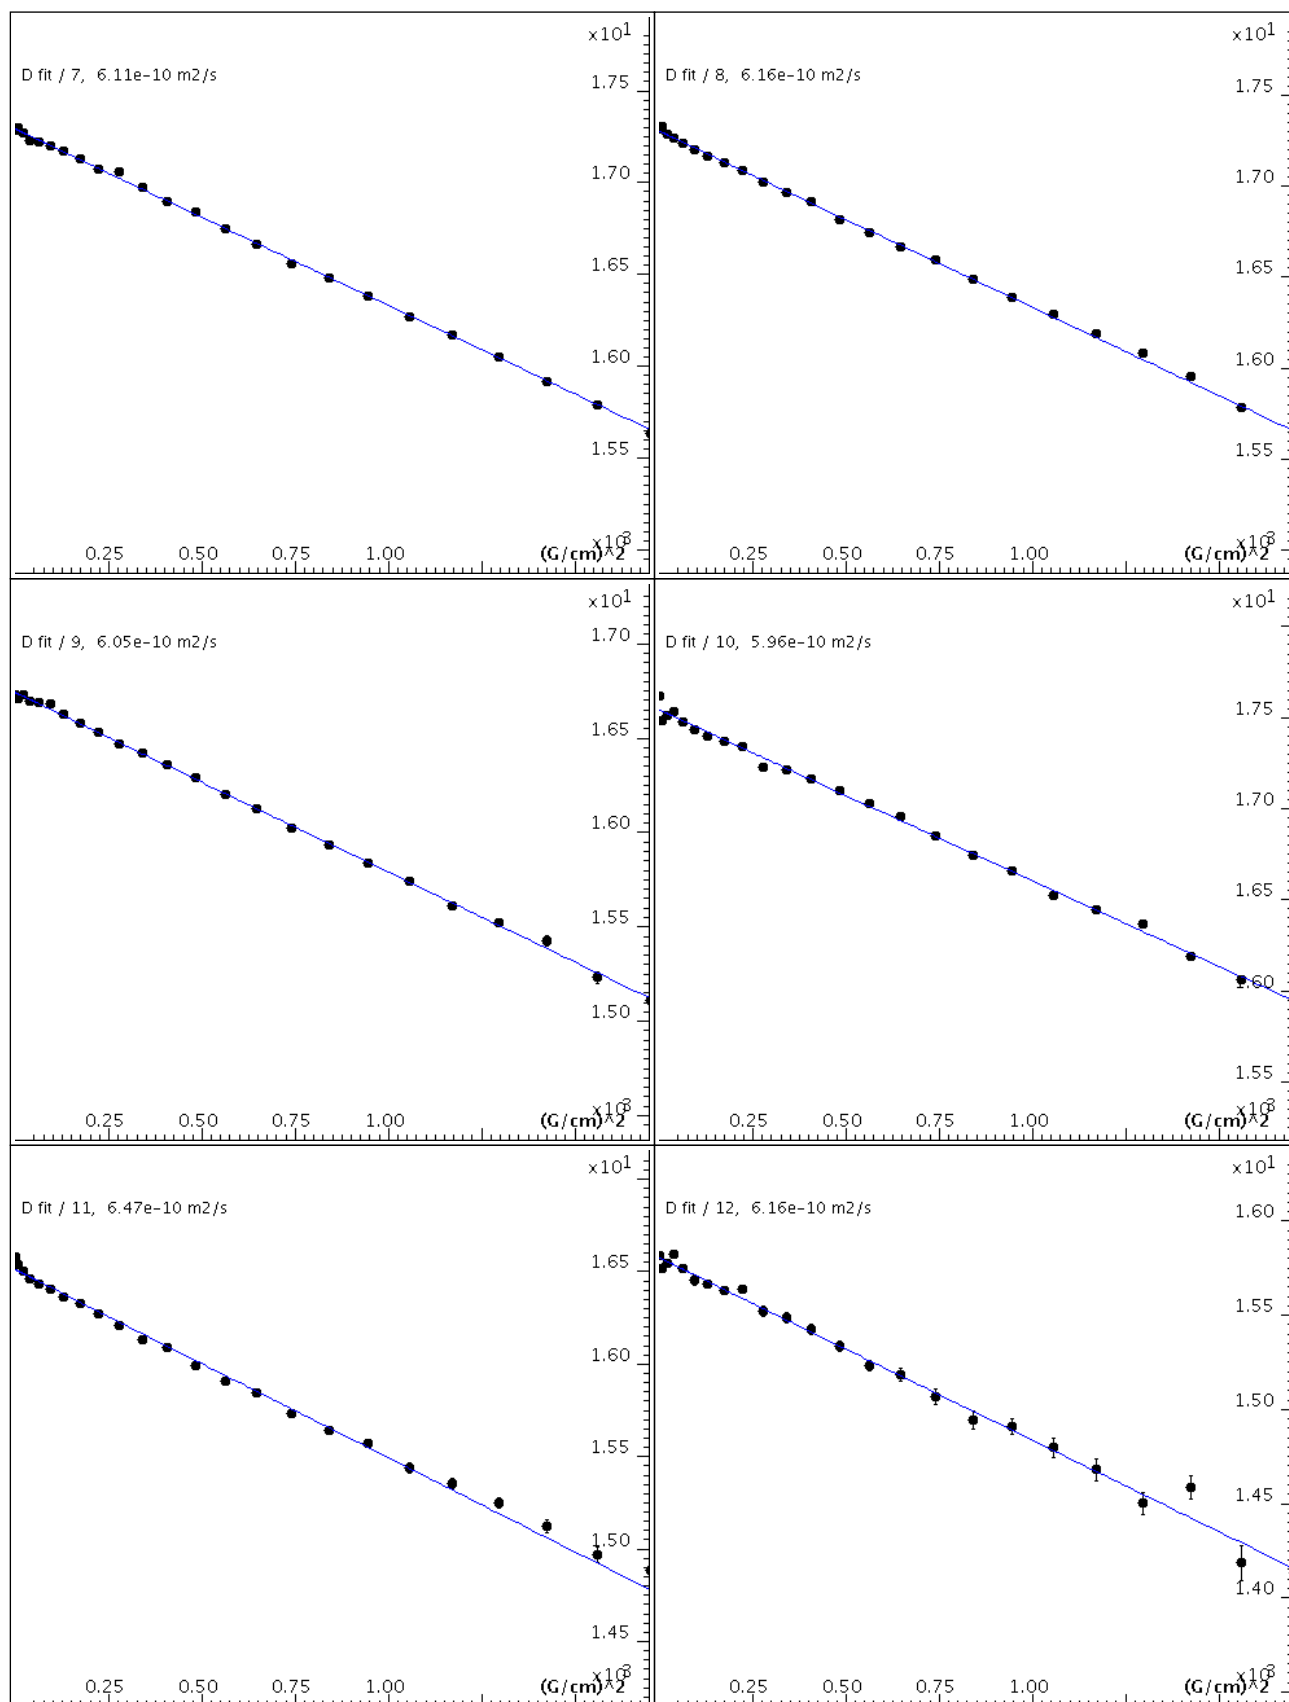 x10¹
D fit / 7, 6.11e-10 m2/s
1.75
1.70
1.65
1.60
1.55
x10³
0.25 0.50 0.75 1.00 (G/cm)^2
x10¹
D fit / 8, 6.16e-10 m2/s
1.75
1.70
1.65
1.60
1.55
x10³
0.25 0.50 0.75 1.00 (G/cm)^2
x10¹
1.70
D fit / 9, 6.05e-10 m2/s
1.65
1.60
1.55
1.50
x10³
0.25 0.50 0.75 1.00 (G/cm)^2
x10¹
D fit / 10, 5.96e-10 m2/s
1.75
1.70
1.65
1.60
1.55
x10³
0.25 0.50 0.75 1.00 (G/cm)^2
x10¹
D fit / 11, 6.47e-10 m2/s
1.65
1.60
1.55
1.50
1.45
x10³
0.25 0.50 0.75 1.00 (G/cm)^2
x10¹
D fit / 12, 6.16e-10 m2/s
1.60
1.55
1.50
1.45
1.40
x10³
0.25 0.50 0.75 1.00 (G/cm)^2